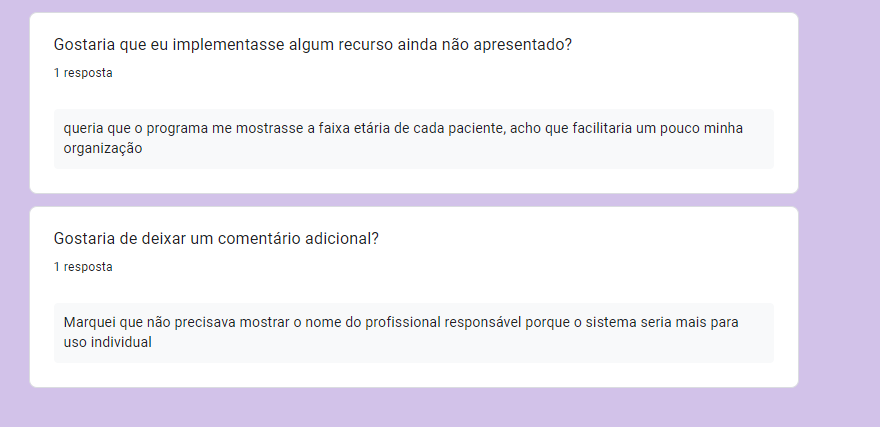 Gostaria que eu implementasse algum recurso ainda não apresentado?
1 resposta
queria que o programa me mostrasse a faixa etária de cada paciente, acho que facilitaria um pouco minha
organização
Gostaria de deixar um comentário adicional?
1 resposta
Marquei que não precisava mostrar o nome do profissional responsável porque o sistema seria mais para
uso individual